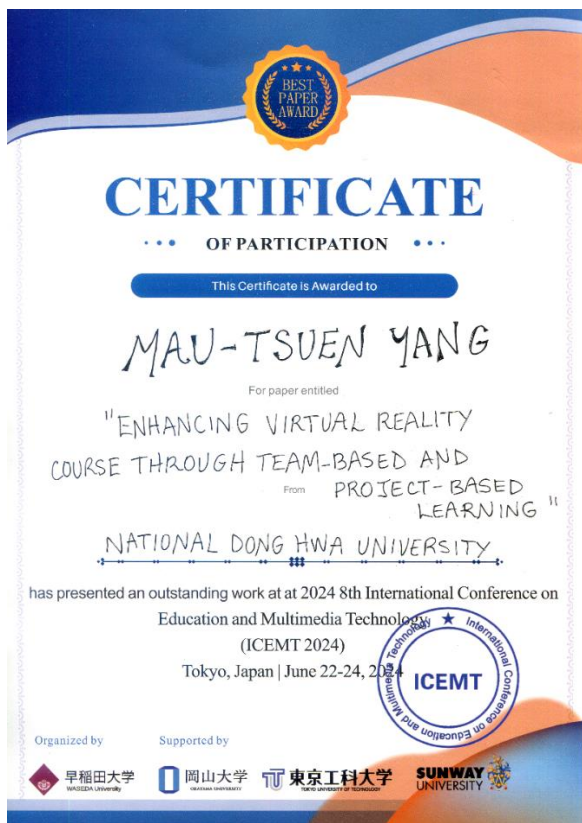 BEST
PAPER
AWARD
CERTIFICATE
OF PARTICIPATION
This Certificate is Awarded to
MAU-TSUEN YANG
For paper entitled
"ENHANCING VIRTUAL REALITY
COURSE THROUGH TEAM-BASED AND
From PROJECT-BASED
LEARNING"
NATIONAL DONG HWA UNIVERSITY
has presented an outstanding work at at 2024 8th International Conference on
Education and Multimedia Technology
(ICEMT 2024)
Tokyo, Japan | June 22-24, 2024
International Conference on Education and Multimedia Technology
ICEMT
Organized by Supported by
早稲田大学 岡山大学 東京工科大学 SUNWAY
WASEDA University OKAYAMA UNIVERSITY TOKYO UNIVERSITY OF TECHNOLOGY UNIVERSITY